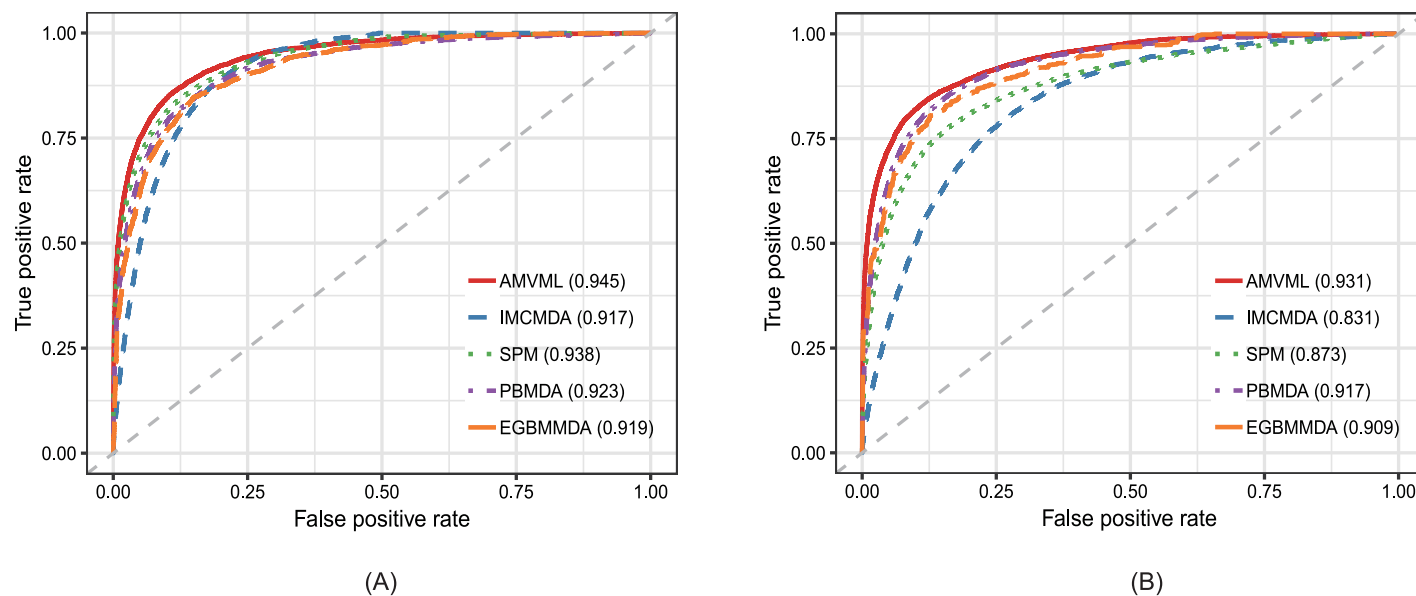 1.00
0.75
0.50
0.25
0.00
True positive rate
AMVML (0.945)
IMCMDA (0.917)
SPM (0.938)
PBMDA (0.923)
EGBMMDA (0.919)
0.00 0.25 0.50 0.75 1.00
False positive rate
(A)
1.00
0.75
0.50
0.25
0.00
True positive rate
AMVML (0.931)
IMCMDA (0.831)
SPM (0.873)
PBMDA (0.917)
EGBMMDA (0.909)
0.00 0.25 0.50 0.75 1.00
False positive rate
(B)